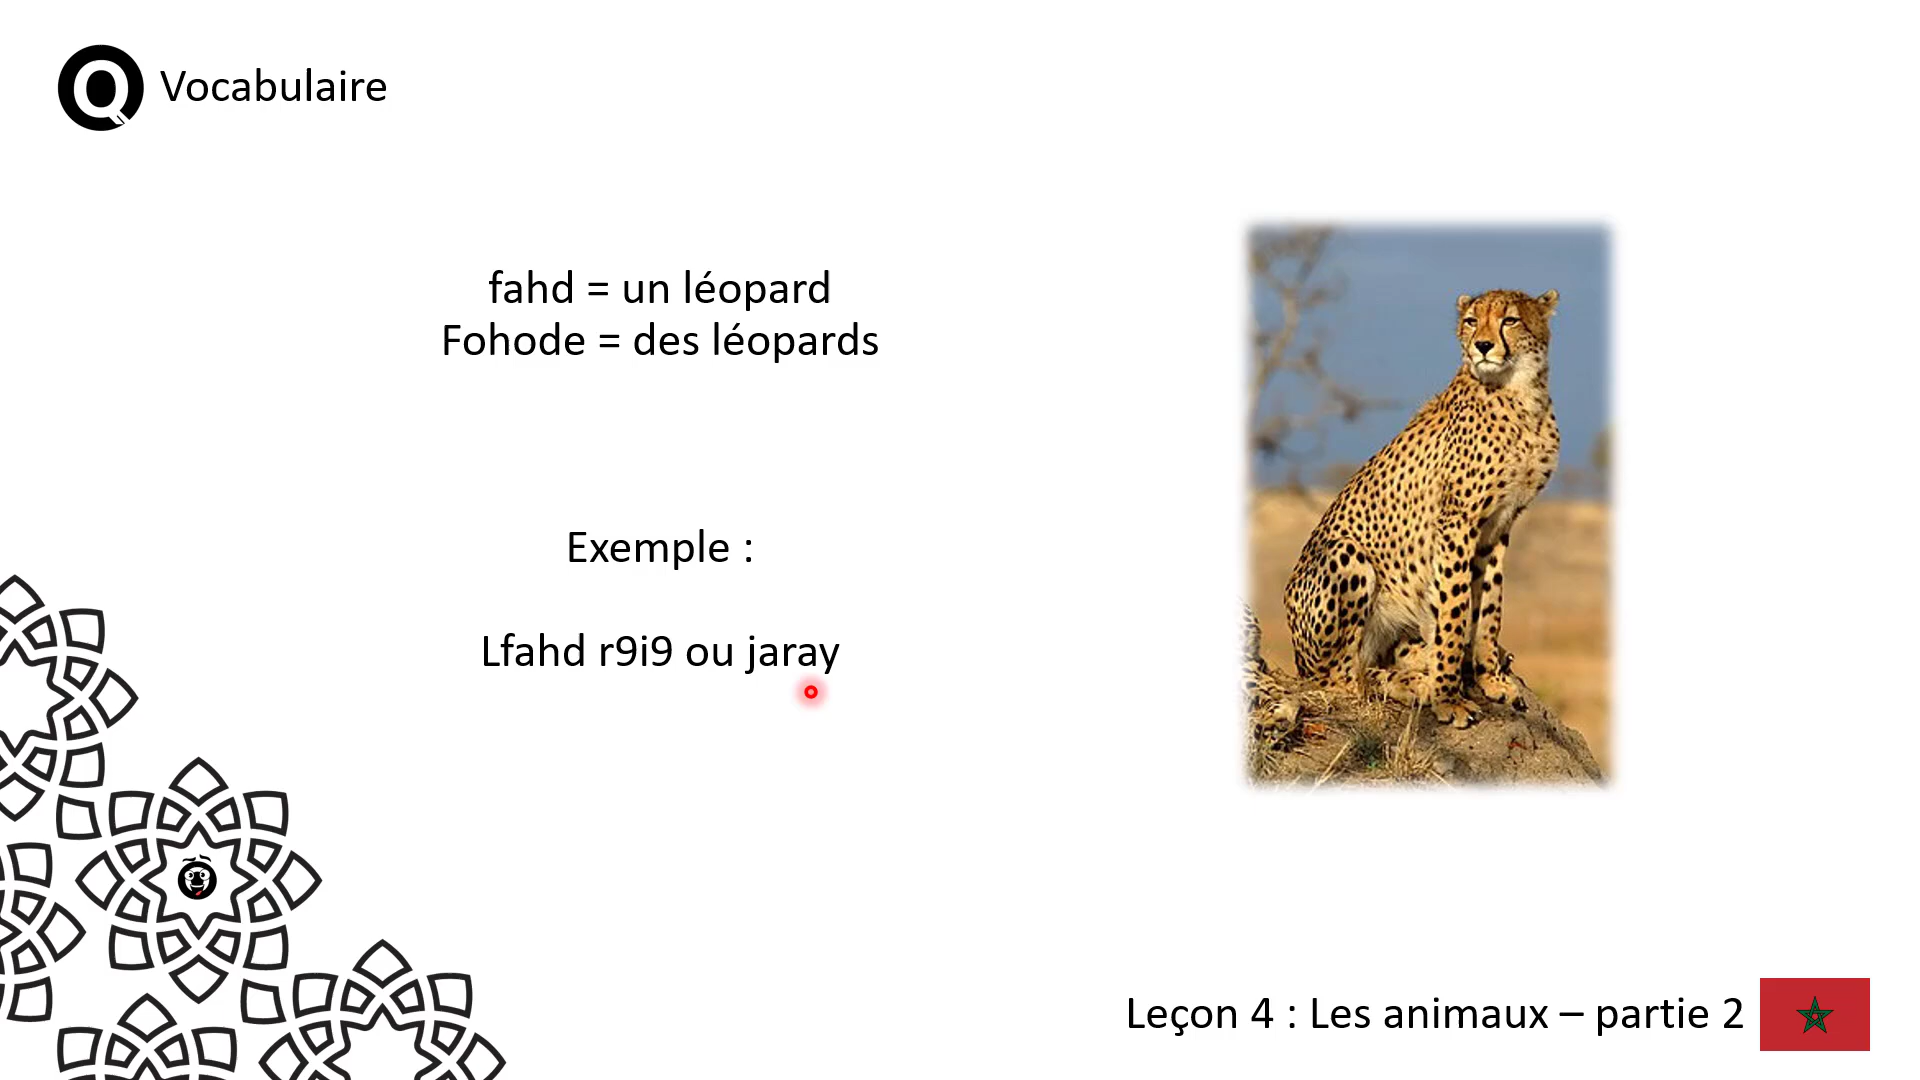 Q Vocabulaire
fahd = un léopard
Fohode = des léopards
Exemple :
Lfahd r9i9 ou jaray
Leçon 4 : Les animaux – partie 2